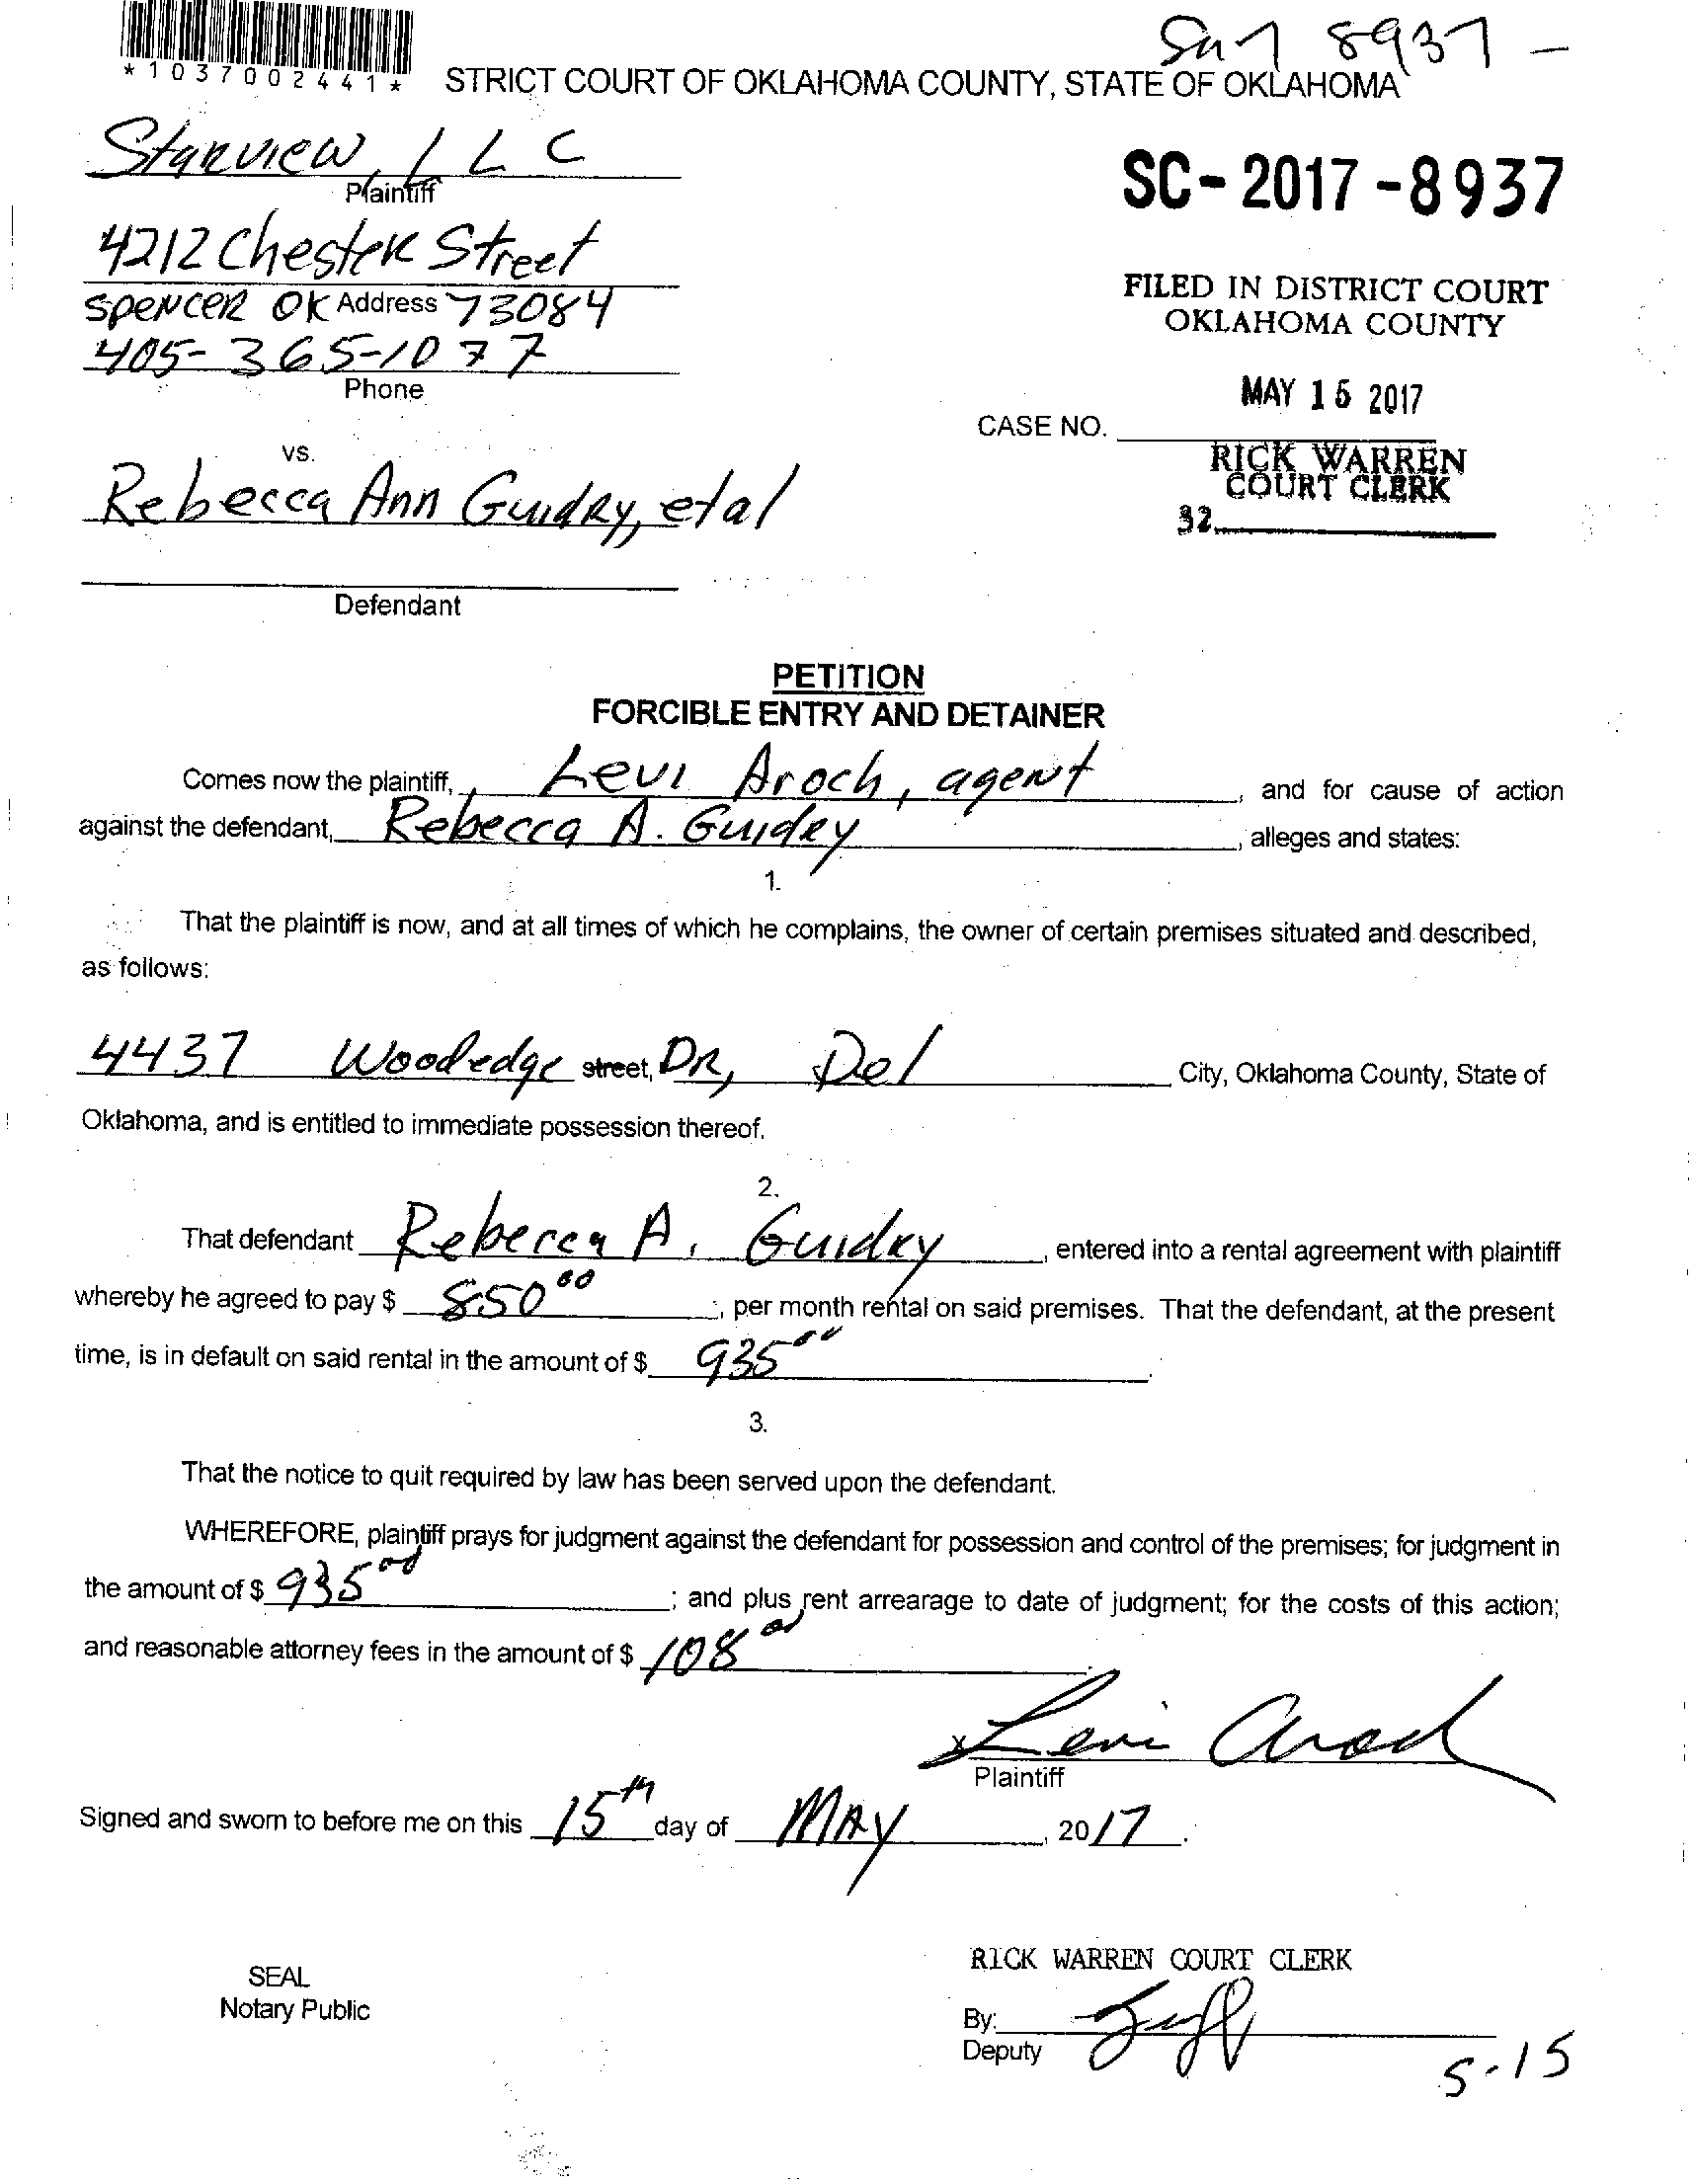 8937 -
*1037002441*
STRICT COURT OF OKLAHOMA COUNTY, STATE OF OKLAHOMA
Starview, LLC
Plaintiff
SC-2017-8937
4212 Chester Street
Spencer OK Address 73084
FILED IN DISTRICT COURT
OKLAHOMA COUNTY
405-365-1077
Phone
MAY 15 2017
CASE NO.
RICK WARREN
COURT CLERK
32
vs.
Rebecca Ann Guidry, etal
Defendant
PETITION
FORCIBLE ENTRY AND DETAINER
Comes now the plaintiff, Levi Aroch, agent, and for cause of action
against the defendant, Rebecca A. Guidry, alleges and states:
1.
That the plaintiff is now, and at all times of which he complains, the owner of certain premises situated and described,
as follows:
4437 Woodedge street, DR, Del City, Oklahoma County, State of
Oklahoma, and is entitled to immediate possession thereof.
2.
That defendant Rebecca A. Guidry, entered into a rental agreement with plaintiff
whereby he agreed to pay $ 850 00, per month rental on said premises. That the defendant, at the present
time, is in default on said rental in the amount of $ 935 00.
3.
That the notice to quit required by law has been served upon the defendant.
WHEREFORE, plaintiff prays for judgment against the defendant for possession and control of the premises; for judgment in
the amount of $ 935 00; and plus rent arrearage to date of judgment; for the costs of this action;
and reasonable attorney fees in the amount of $ 108 00.
x Levi Aroch
Plaintiff
Signed and sworn to before me on this 15th day of MAY, 2017.
SEAL
Notary Public
RICK WARREN COURT CLERK
By:
Deputy
5-15